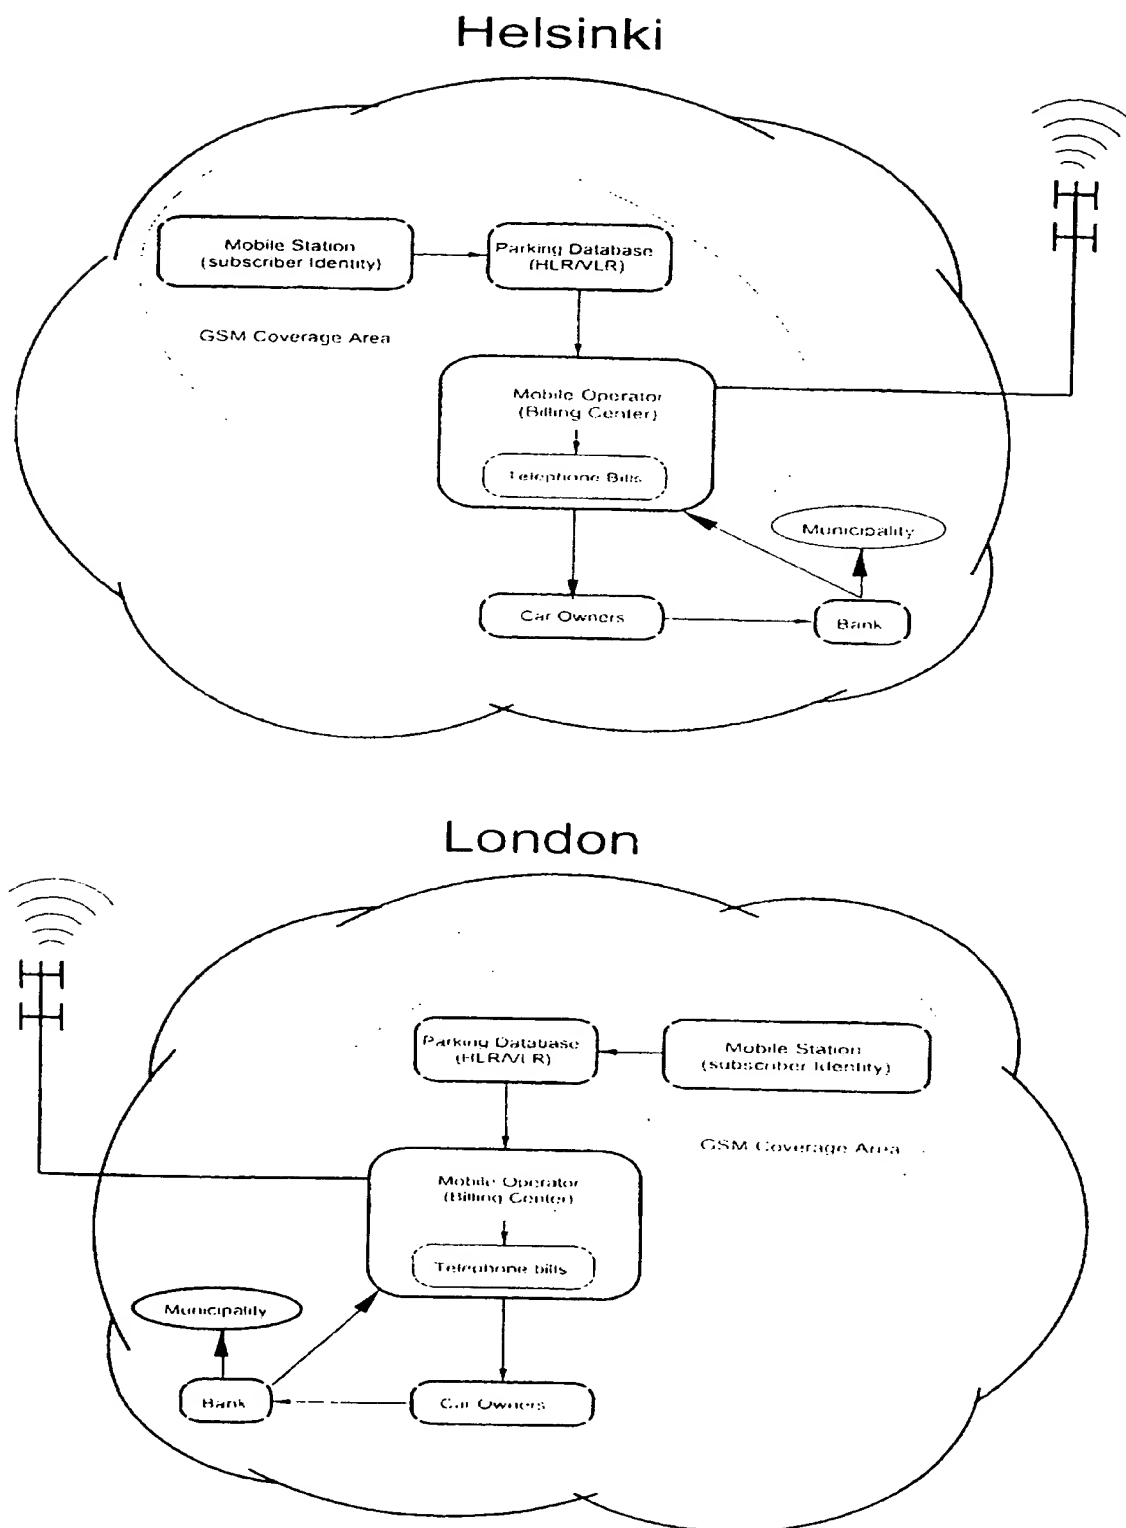 Helsinki
Mobile Station
(subscriber Identity)
Parking Database
(HLR/VLR)
GSM Coverage Area
Mobile Operator
(Billing Center)
Telephone Bills
Municipality
Car Owners
Bank
London
Parking Database
(HLR/VLR)
Mobile Station
(subscriber Identity)
GSM Coverage Area
Mobile Operator
(Billing Center)
Telephone bills
Municipality
Bank
Car Owners